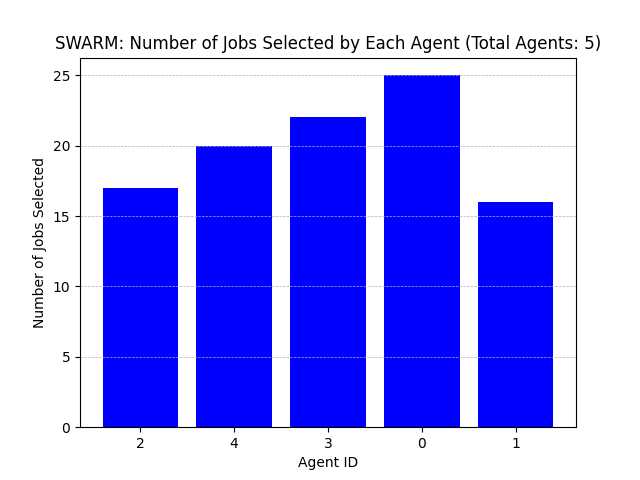 SWARM: Number of Jobs Selected by Each Agent (Total Agents: 5)
25
20
15
10
5
0
Number of Jobs Selected
2 4 3 0 1
Agent ID